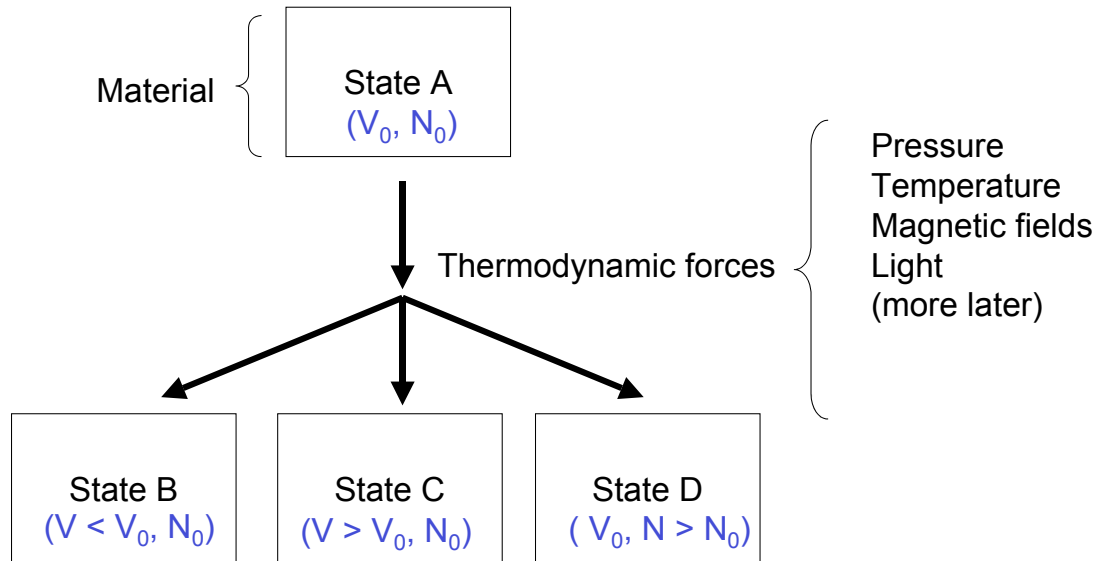 Material
State A
(V₀, N₀)
Thermodynamic forces
Pressure
Temperature
Magnetic fields
Light
(more later)
State B
(V < V₀, N₀)
State C
(V > V₀, N₀)
State D
( V₀, N > N₀)